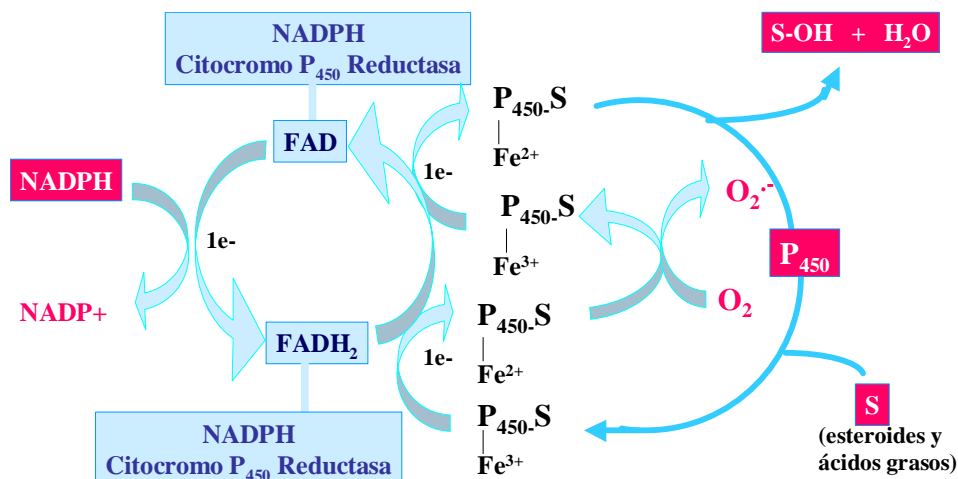 NADPH
Citocromo P₄₅₀ Reductasa
S-OH + H₂O
P₄₅₀-S
Fe²⁺
FAD
1e-
NADPH
P₄₅₀-S
Fe³⁺
O₂·⁻
1e-
P₄₅₀
NADP+
O₂
P₄₅₀-S
Fe²⁺
FADH₂
1e-
P₄₅₀-S
Fe³⁺
S
(esteroides y
ácidos grasos)
NADPH
Citocromo P₄₅₀ Reductasa